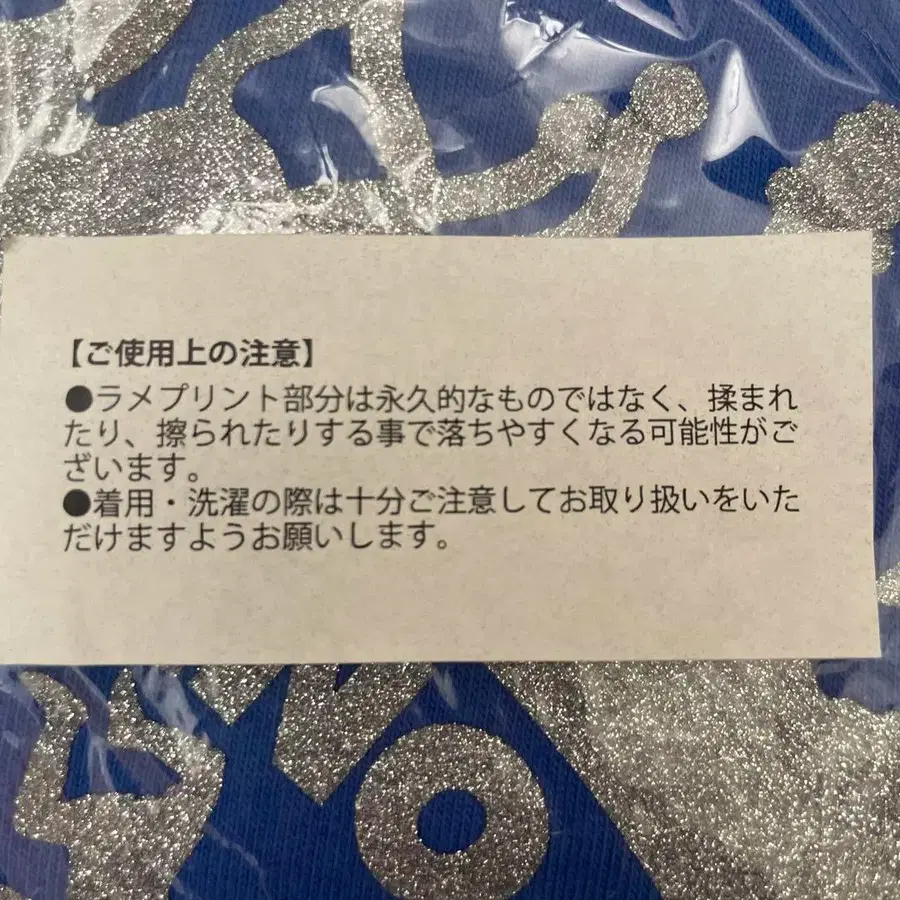 【ご使用上の注意】
●ラメプリント部分は永久的なものではなく、揉まれ
たり、擦られたりする事で落ちやすくなる可能性がご
ざいます。
●着用・洗濯の際は十分ご注意してお取り扱いをいた
だけますようお願いします。